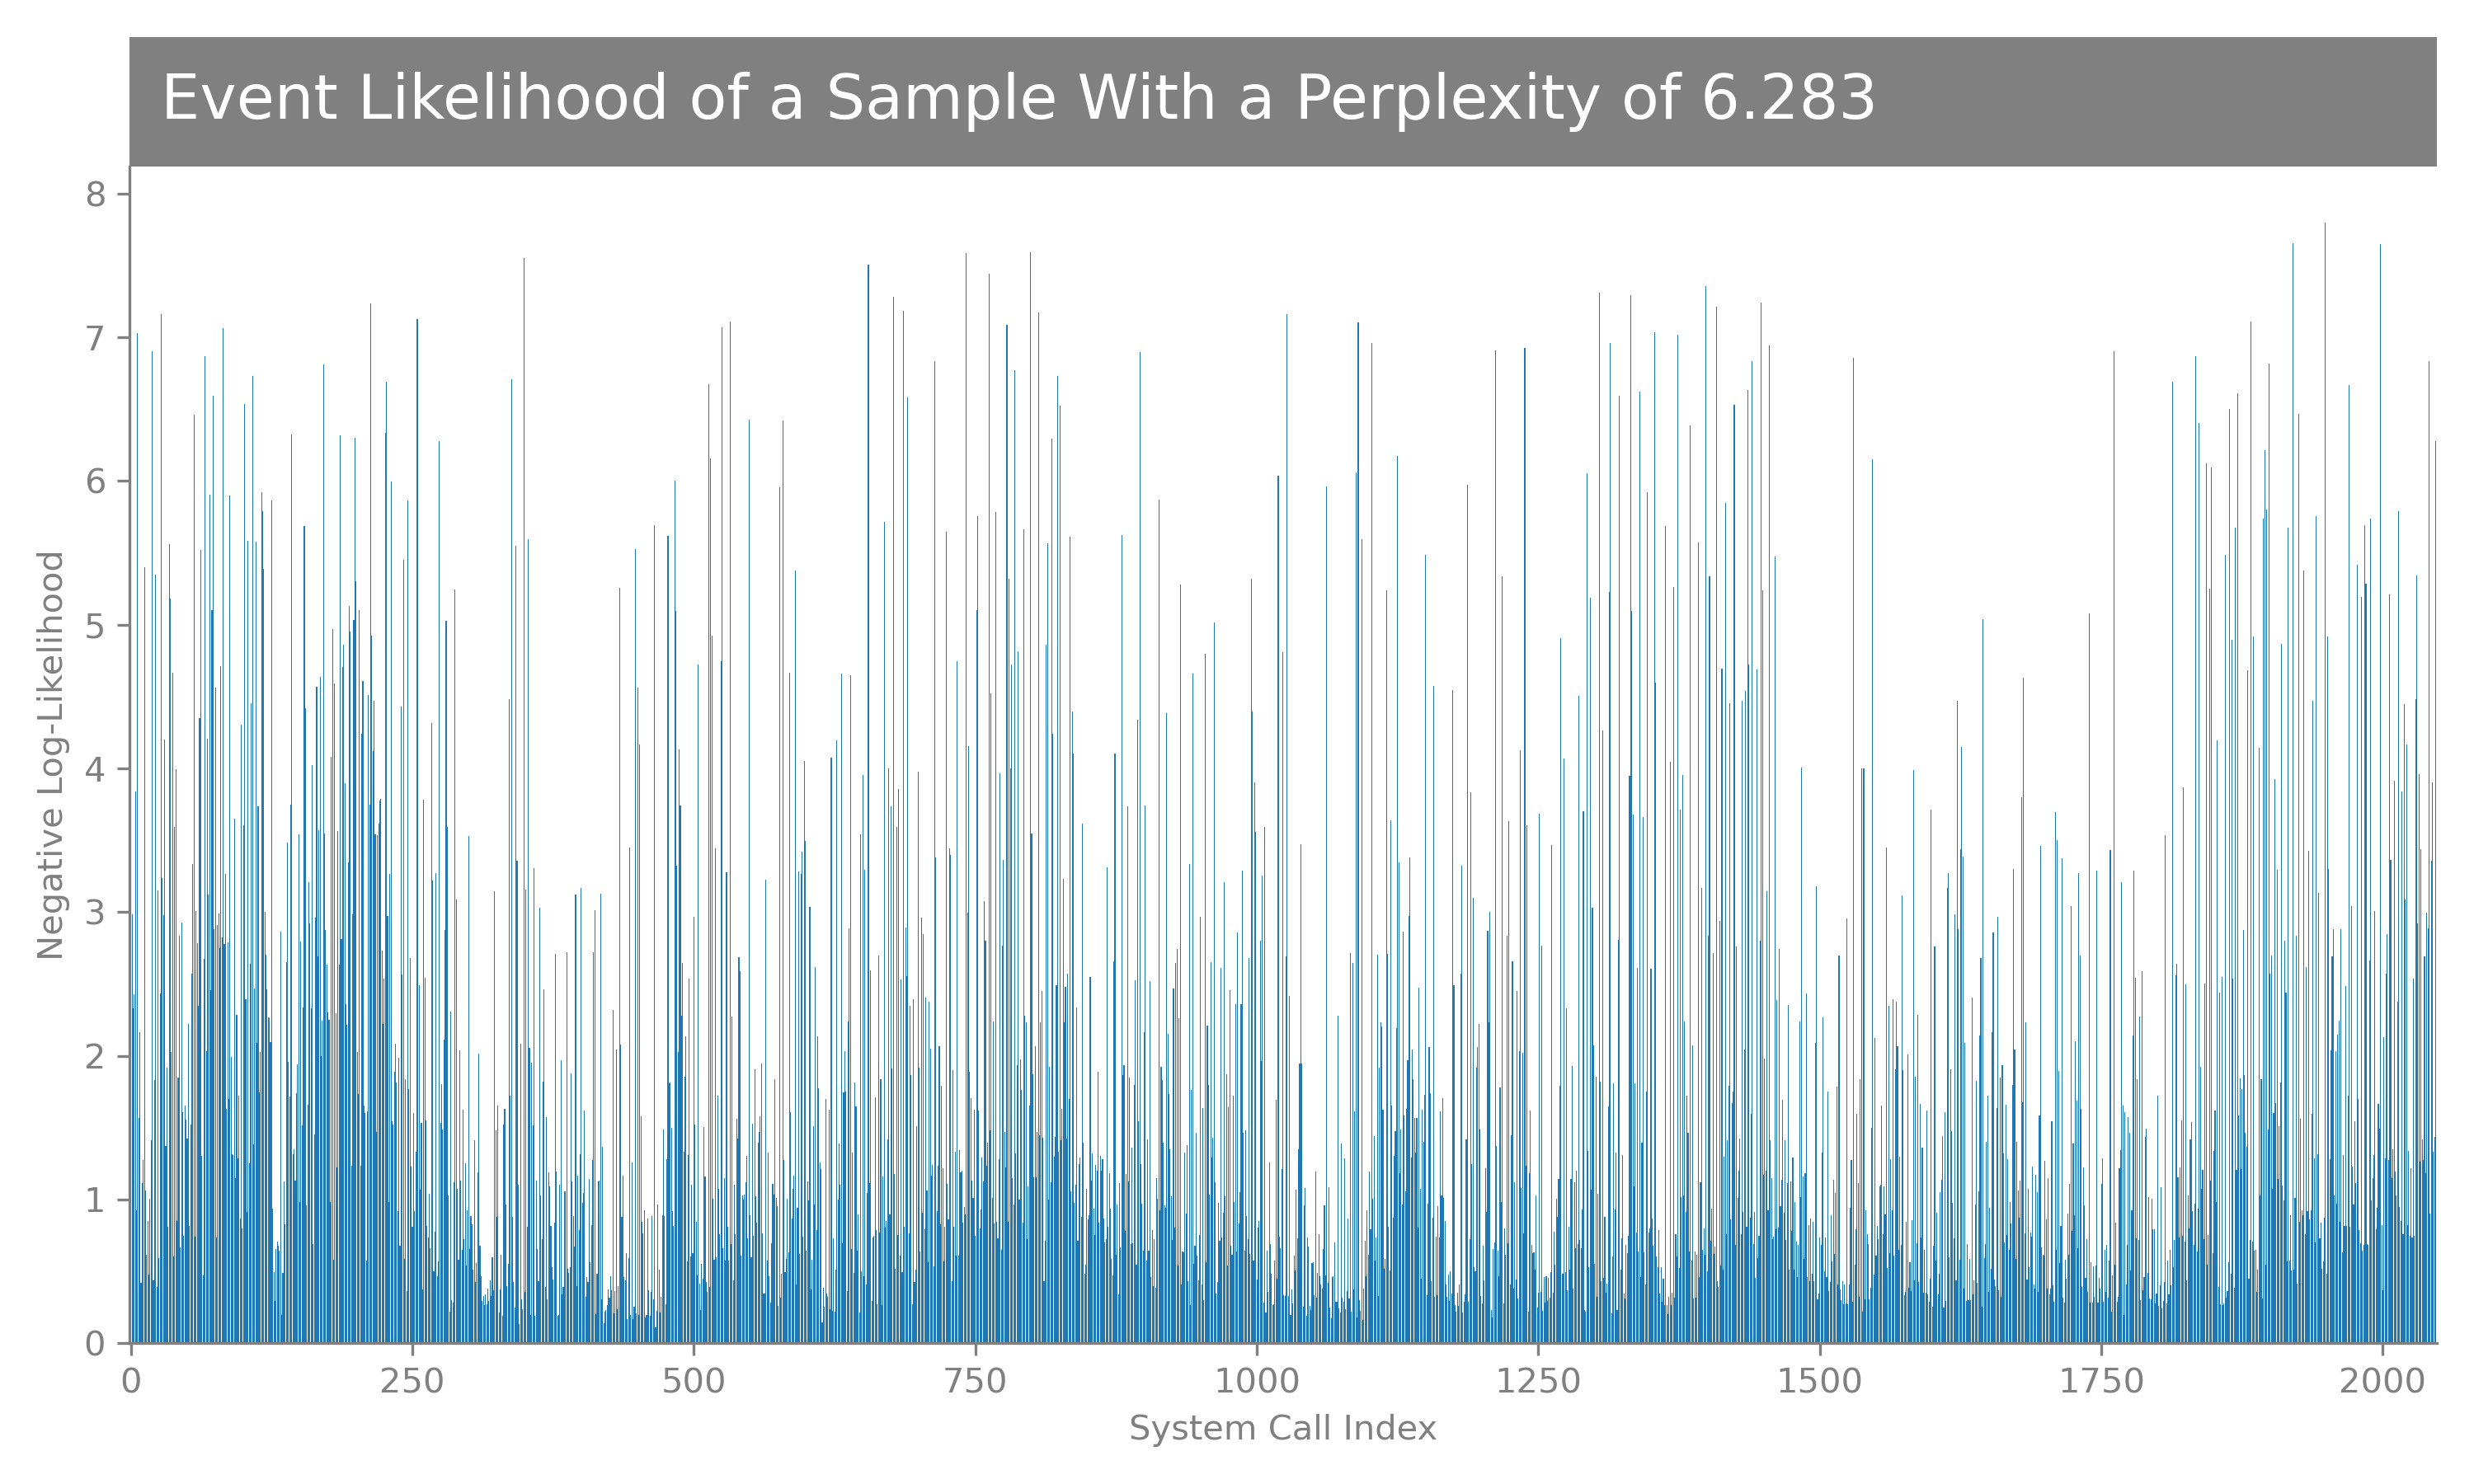 Event Likelihood of a Sample With a Perplexity of 6.283
8
7
6
5
4
3
2
1
0
Negative Log-Likelihood
0 250 500 750 1000 1250 1500 1750 2000
System Call Index